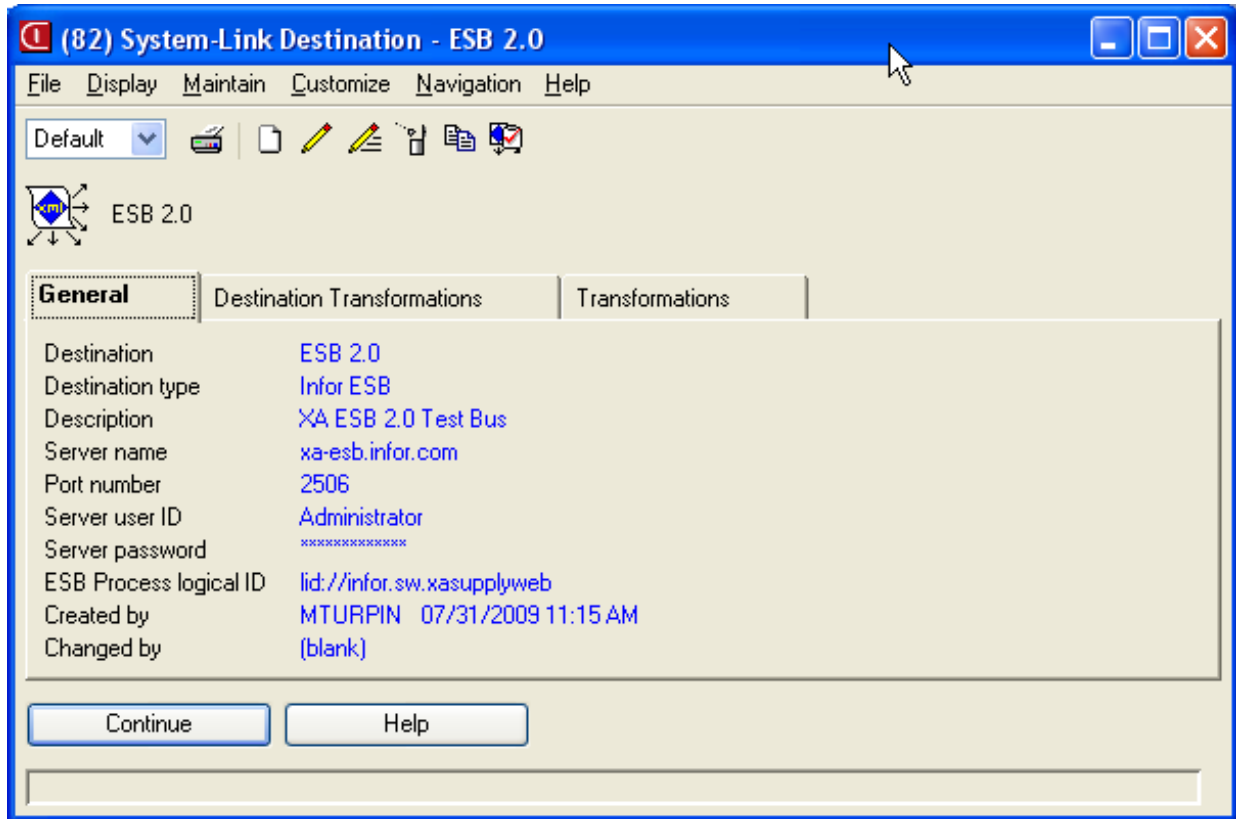 (82) System-Link Destination - ESB 2.0
File Display Maintain Customize Navigation Help
Default
xml
ESB 2.0
General Destination Transformations Transformations
Destination ESB 2.0
Destination type Infor ESB
Description XA ESB 2.0 Test Bus
Server name xa-esb.infor.com
Port number 2506
Server user ID Administrator
Server password *************
ESB Process logical ID lid://infor.sw.xasupplyweb
Created by MTURPIN 07/31/2009 11:15 AM
Changed by (blank)
Continue Help